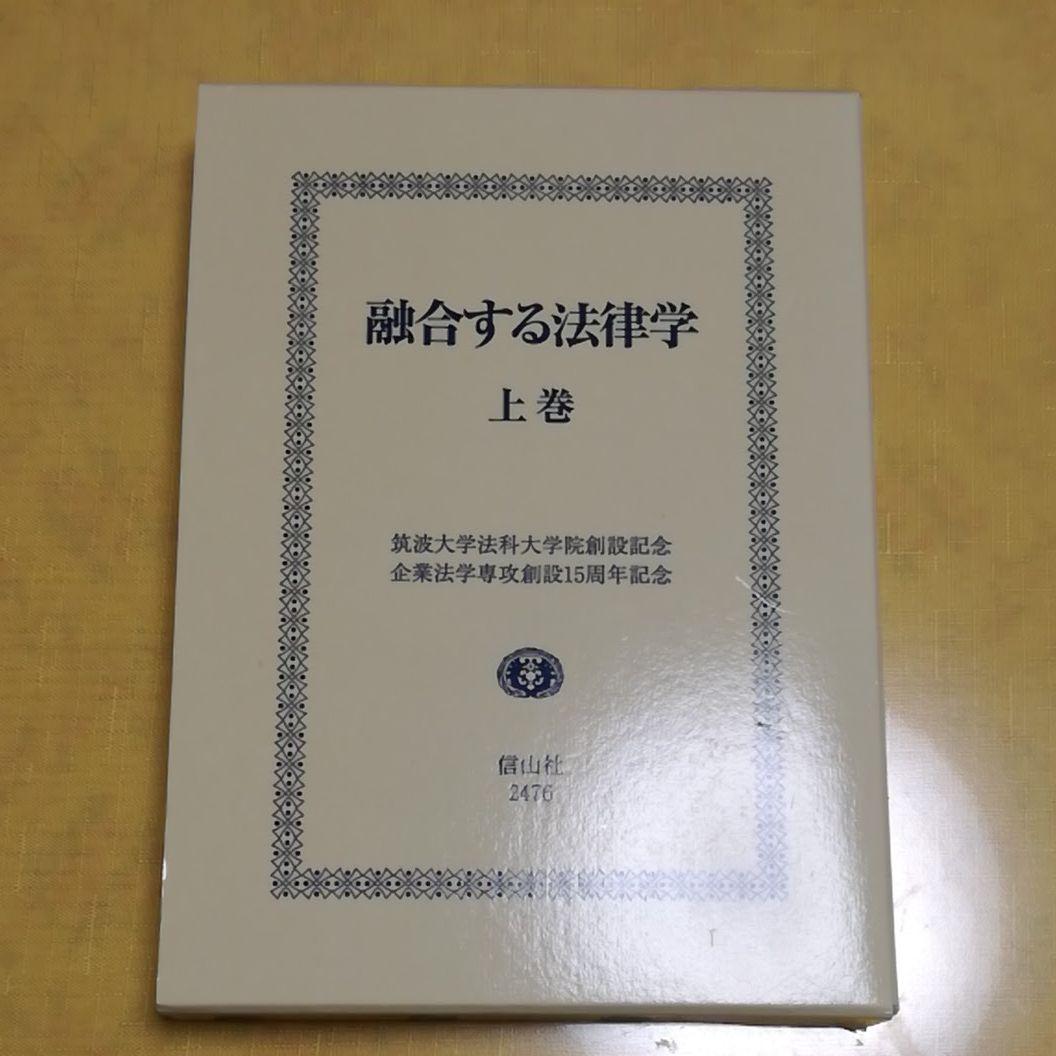 融合する法律学
上巻
筑波大学法科大学院創設記念
企業法学専攻創設15周年記念
信山社
2476